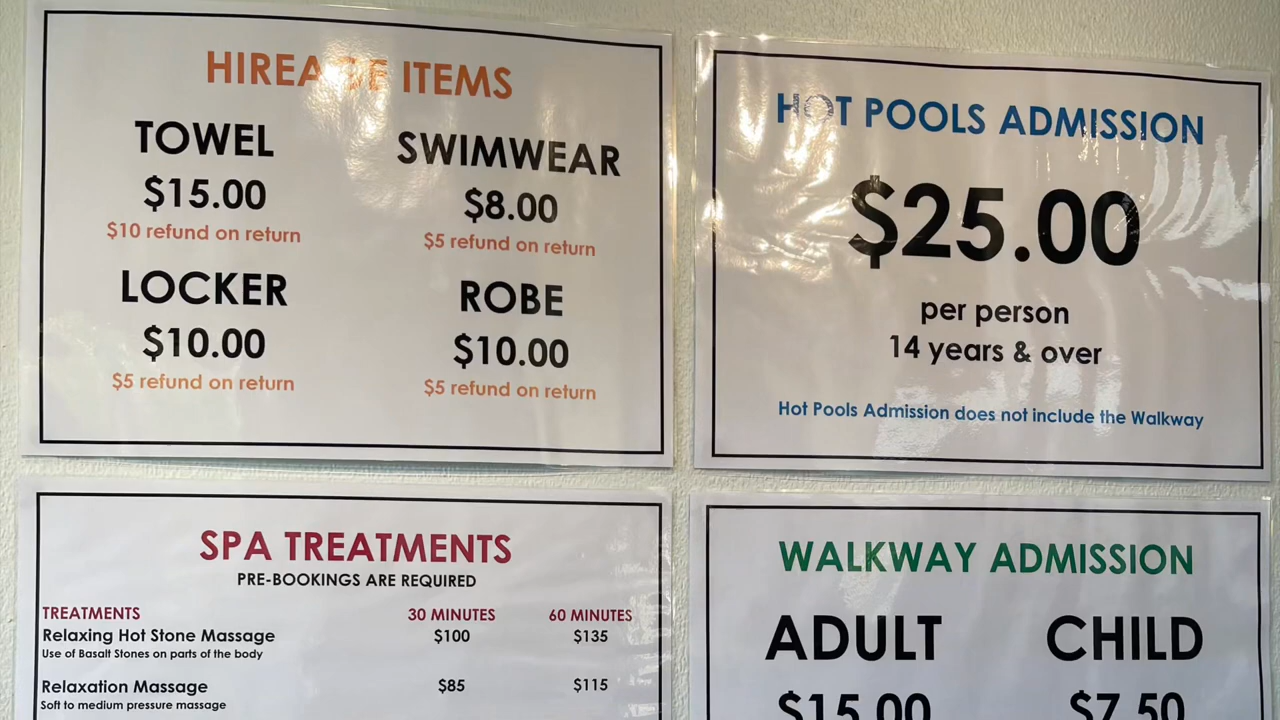 HIREAGE ITEMS
TOWEL
$15.00
$10 refund on return
SWIMWEAR
$8.00
$5 refund on return
LOCKER
$10.00
$5 refund on return
ROBE
$10.00
$5 refund on return
HOT POOLS ADMISSION
$25.00
per person
14 years & over
Hot Pools Admission does not include the Walkway
SPA TREATMENTS
PRE-BOOKINGS ARE REQUIRED
TREATMENTS 30 MINUTES 60 MINUTES
Relaxing Hot Stone Massage $100 $135
Use of Basalt Stones on parts of the body
Relaxation Massage $85 $115
Soft to medium pressure massage
WALKWAY ADMISSION
ADULT CHILD
$15.00 $7.50